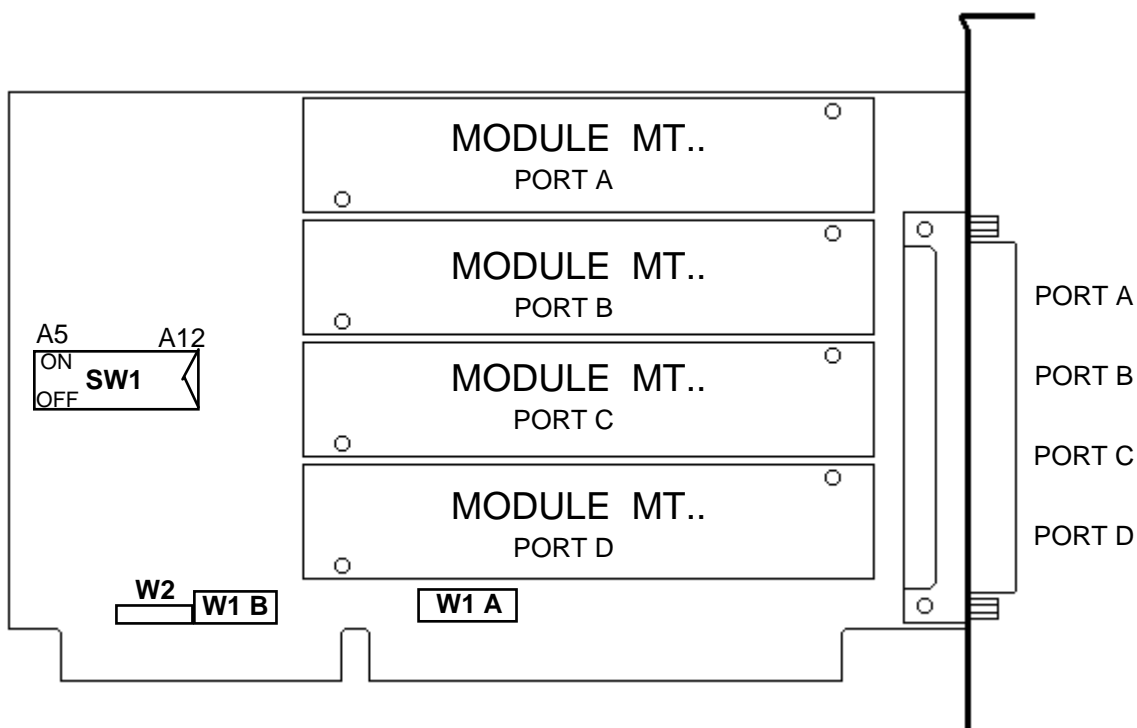 MODULE MT..
PORT A
MODULE MT..
PORT B
PORT A
A5 A12
ON
SW1
OFF
MODULE MT..
PORT C
PORT B
PORT C
MODULE MT..
PORT D
PORT D
W2
W1 B
W1 A